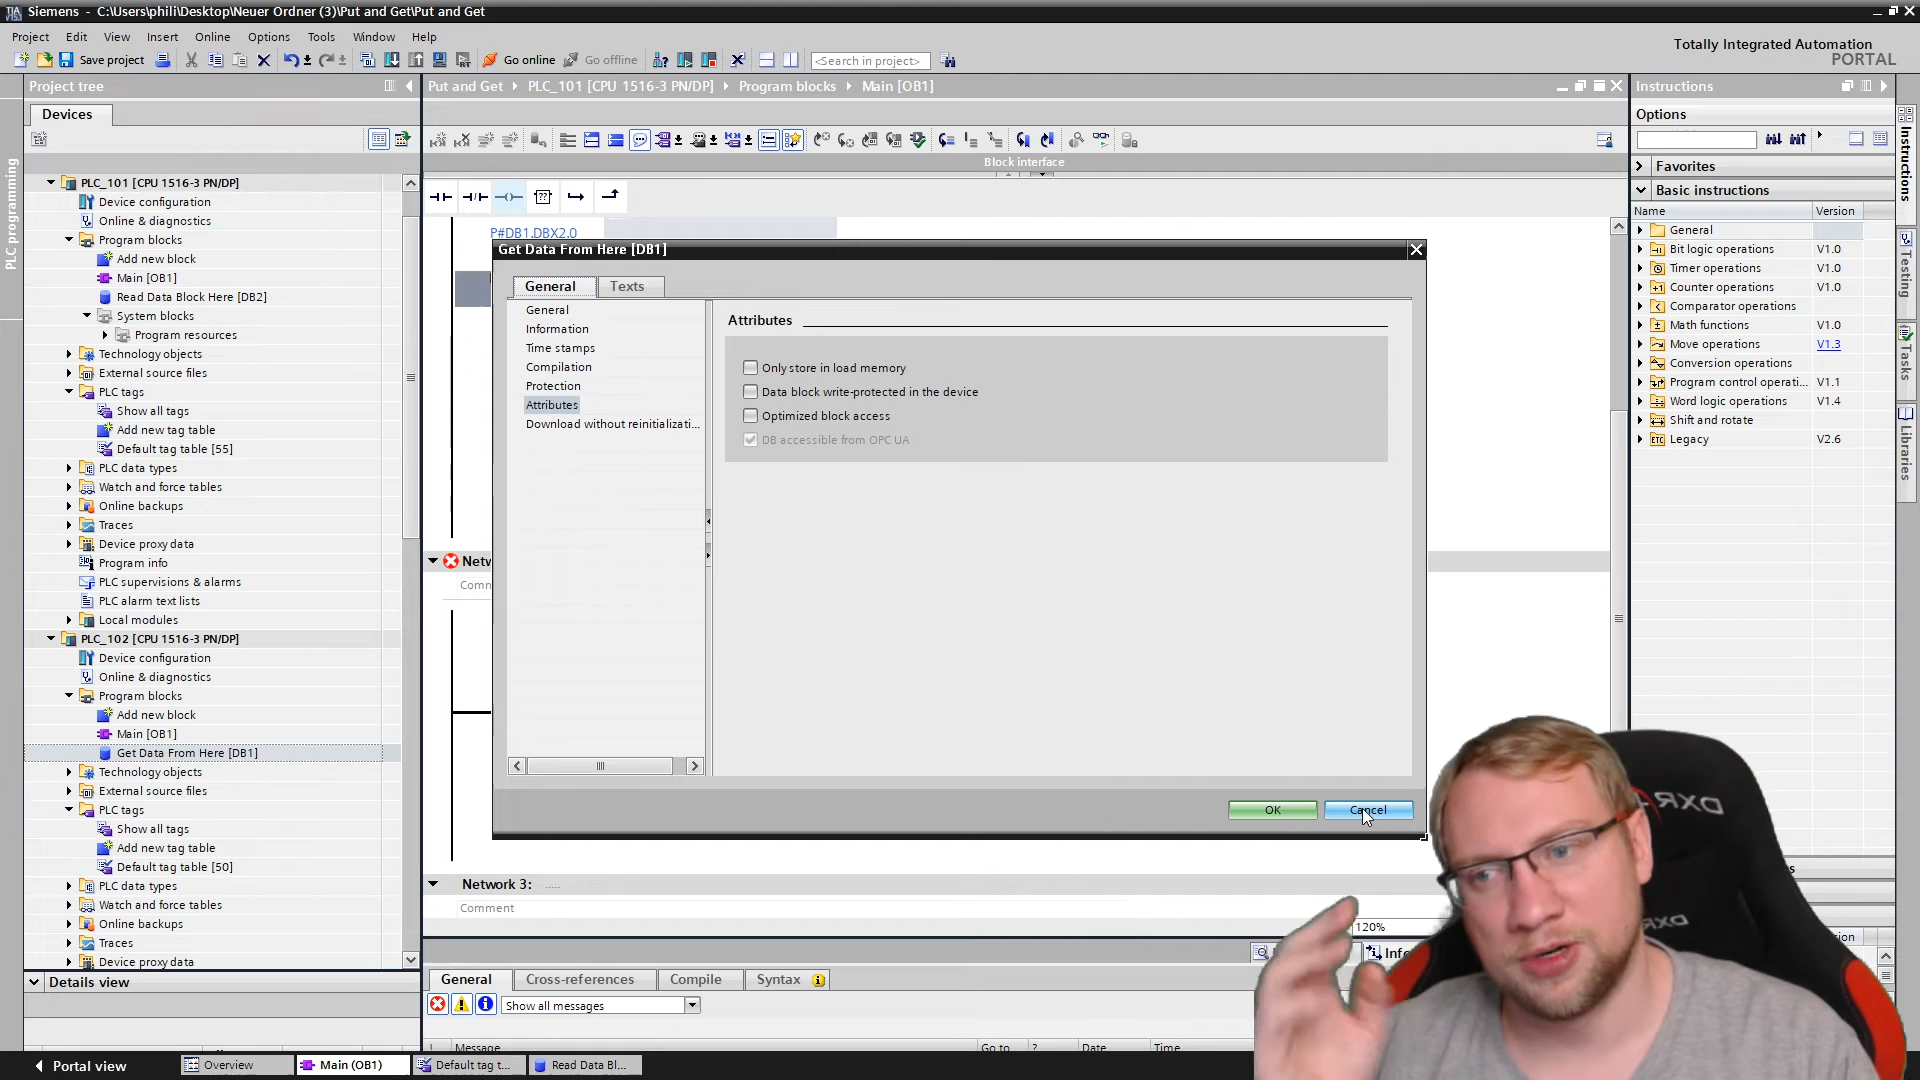 Siemens - C:\Users\phili\Desktop\Neuer Ordner (3)\Put and Get\Put and Get
Project Edit View Insert Online Options Tools Window Help
Totally Integrated Automation
PORTAL
Save project
Go online
Go offline
<Search in project>
Project tree
Put and Get PLC_101 [CPU 1516-3 PN/DP] Program blocks Main [OB1]
Instructions
Devices
Options
Block interface
Favorites
Basic instructions
Name Version
General
Bit logic operations V1.0
Timer operations V1.0
Counter operations V1.0
Comparator operations
Math functions V1.0
Move operations V1.3
Conversion operations
Program control operati... V1.1
Word logic operations V1.4
Shift and rotate
Legacy V2.6
PLC programming
PLC_101 [CPU 1516-3 PN/DP]
Device configuration
Online & diagnostics
Program blocks
Add new block
Main [OB1]
Read Data Block Here [DB2]
System blocks
Program resources
Technology objects
External source files
PLC tags
Show all tags
Add new tag table
Default tag table [55]
PLC data types
Watch and force tables
Online backups
Traces
Device proxy data
Program info
PLC supervisions & alarms
PLC alarm text lists
Local modules
PLC_102 [CPU 1516-3 PN/DP]
Device configuration
Online & diagnostics
Program blocks
Add new block
Main [OB1]
Get Data From Here [DB1]
Technology objects
External source files
PLC tags
Show all tags
Add new tag table
Default tag table [50]
PLC data types
Watch and force tables
Online backups
Traces
Device proxy data
Details view
P#DB1.DBX2.0
Get Data From Here [DB1]
General Texts
General
Information
Time stamps
Compilation
Protection
Attributes
Download without reinitializati...
Attributes
Only store in load memory
Data block write-protected in the device
Optimized block access
DB accessible from OPC UA
OK Cancel
Network 3: .....
Comment
120%
General Cross-references Compile Syntax
Show all messages
Message Go to ? Date Time
Portal view Overview Main (OB1) Default tag t... Read Data Bl...
Instructions
Testing
Tasks
Libraries
DXR
DXR